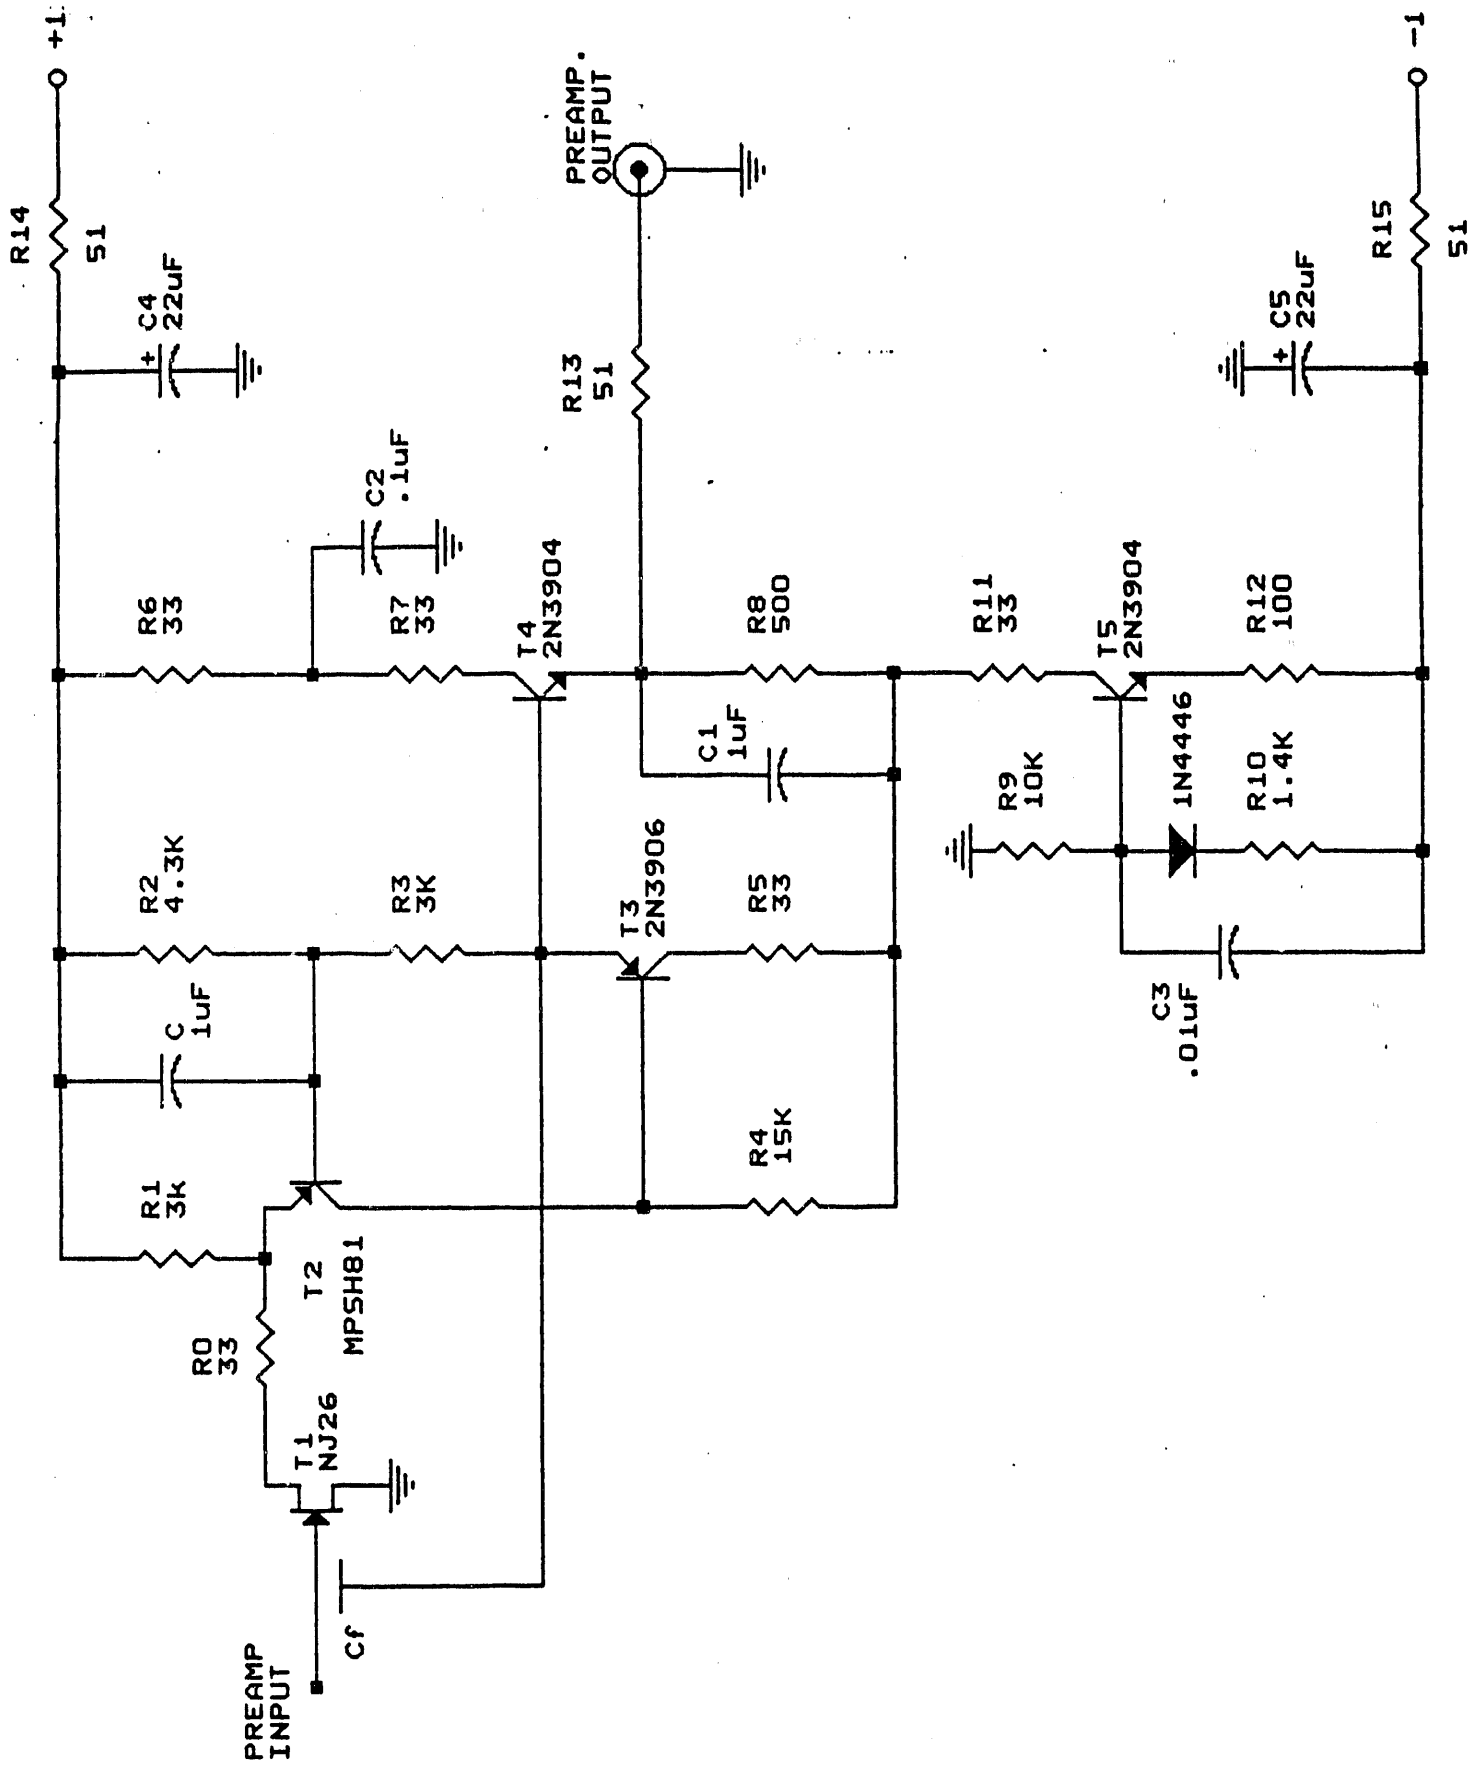 PREAMP
INPUT
Cf
T1
NJ26
R0
33
T2
MPSH81
R1
3k
C
1uF
R2
4.3K
R3
3K
R4
15K
T3
2N3906
R5
33
R6
33
C2
.1uF
R7
33
T4
2N3904
C1
1uF
R8
500
R9
10K
C3
.01uF
1N4446
R10
1.4K
R11
33
T5
2N3904
R12
100
R13
51
PREAMP.
OUTPUT
C4
22uF
+
R14
51
+1
C5
22uF
+
R15
51
-1